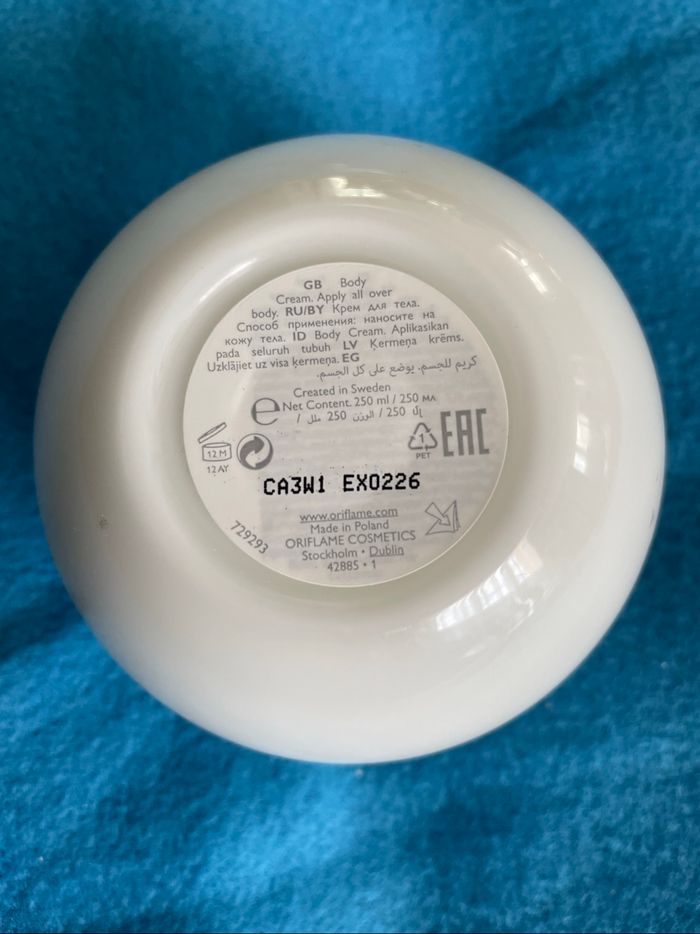 GB Body
Cream. Apply all over
body. RU/BY Крем для тела.
Способ применения: наносите на
кожу тела. ID Body Cream. Aplikasikan
pada seluruh tubuh LV Ķermeņa krēms.
Uzklājiet uz visa ķermeņa. EG
كريم للجسم. يوضع على كل الجسم.
Created in Sweden
e Net Content. 250 ml / 250 мл
/ 250 الوزن / 250 ملل
12 M
12 AY
1
PET
EAC
CA3W1 EX0226
www.oriflame.com
Made in Poland
ORIFLAME COSMETICS
Stockholm • Dublin
42885 • 1
729293